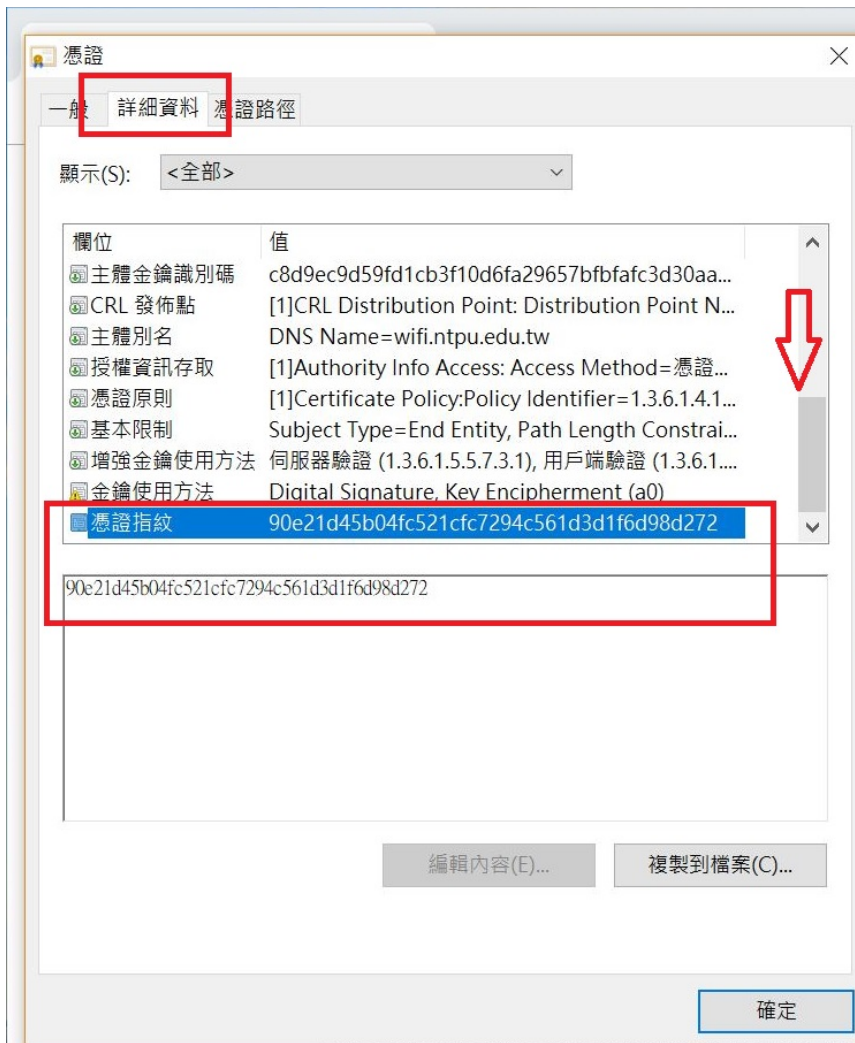 憑證
一般 詳細資料 憑證路徑
顯示(S): <全部>
欄位 值
主體金鑰識別碼 c8d9ec9d59fd1cb3f10d6fa29657bfbfafc3d30aa...
CRL 發佈點 [1]CRL Distribution Point: Distribution Point N...
主體別名 DNS Name=wifi.ntpu.edu.tw
授權資訊存取 [1]Authority Info Access: Access Method=憑證...
憑證原則 [1]Certificate Policy:Policy Identifier=1.3.6.1.4.1...
基本限制 Subject Type=End Entity, Path Length Constrai...
增強金鑰使用方法 伺服器驗證 (1.3.6.1.5.5.7.3.1), 用戶端驗證 (1.3.6.1....
金鑰使用方法 Digital Signature, Key Encipherment (a0)
憑證指紋 90e21d45b04fc521cfc7294c561d3d1f6d98d272
90e21d45b04fc521cfc7294c561d3d1f6d98d272
編輯內容(E)... 複製到檔案(C)...
確定